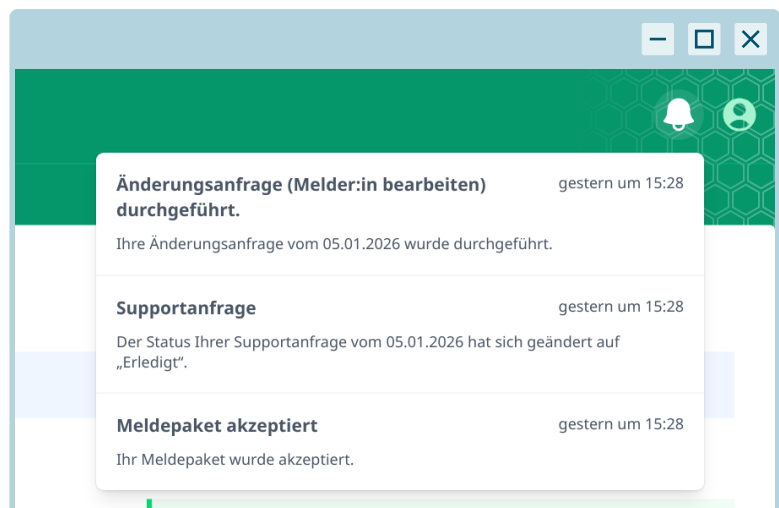 Änderungsanfrage (Melder:in bearbeiten)
durchgeführt.
gestern um 15:28
Ihre Änderungsanfrage vom 05.01.2026 wurde durchgeführt.
Supportanfrage
gestern um 15:28
Der Status Ihrer Supportanfrage vom 05.01.2026 hat sich geändert auf
„Erledigt“.
Meldepaket akzeptiert
gestern um 15:28
Ihr Meldepaket wurde akzeptiert.